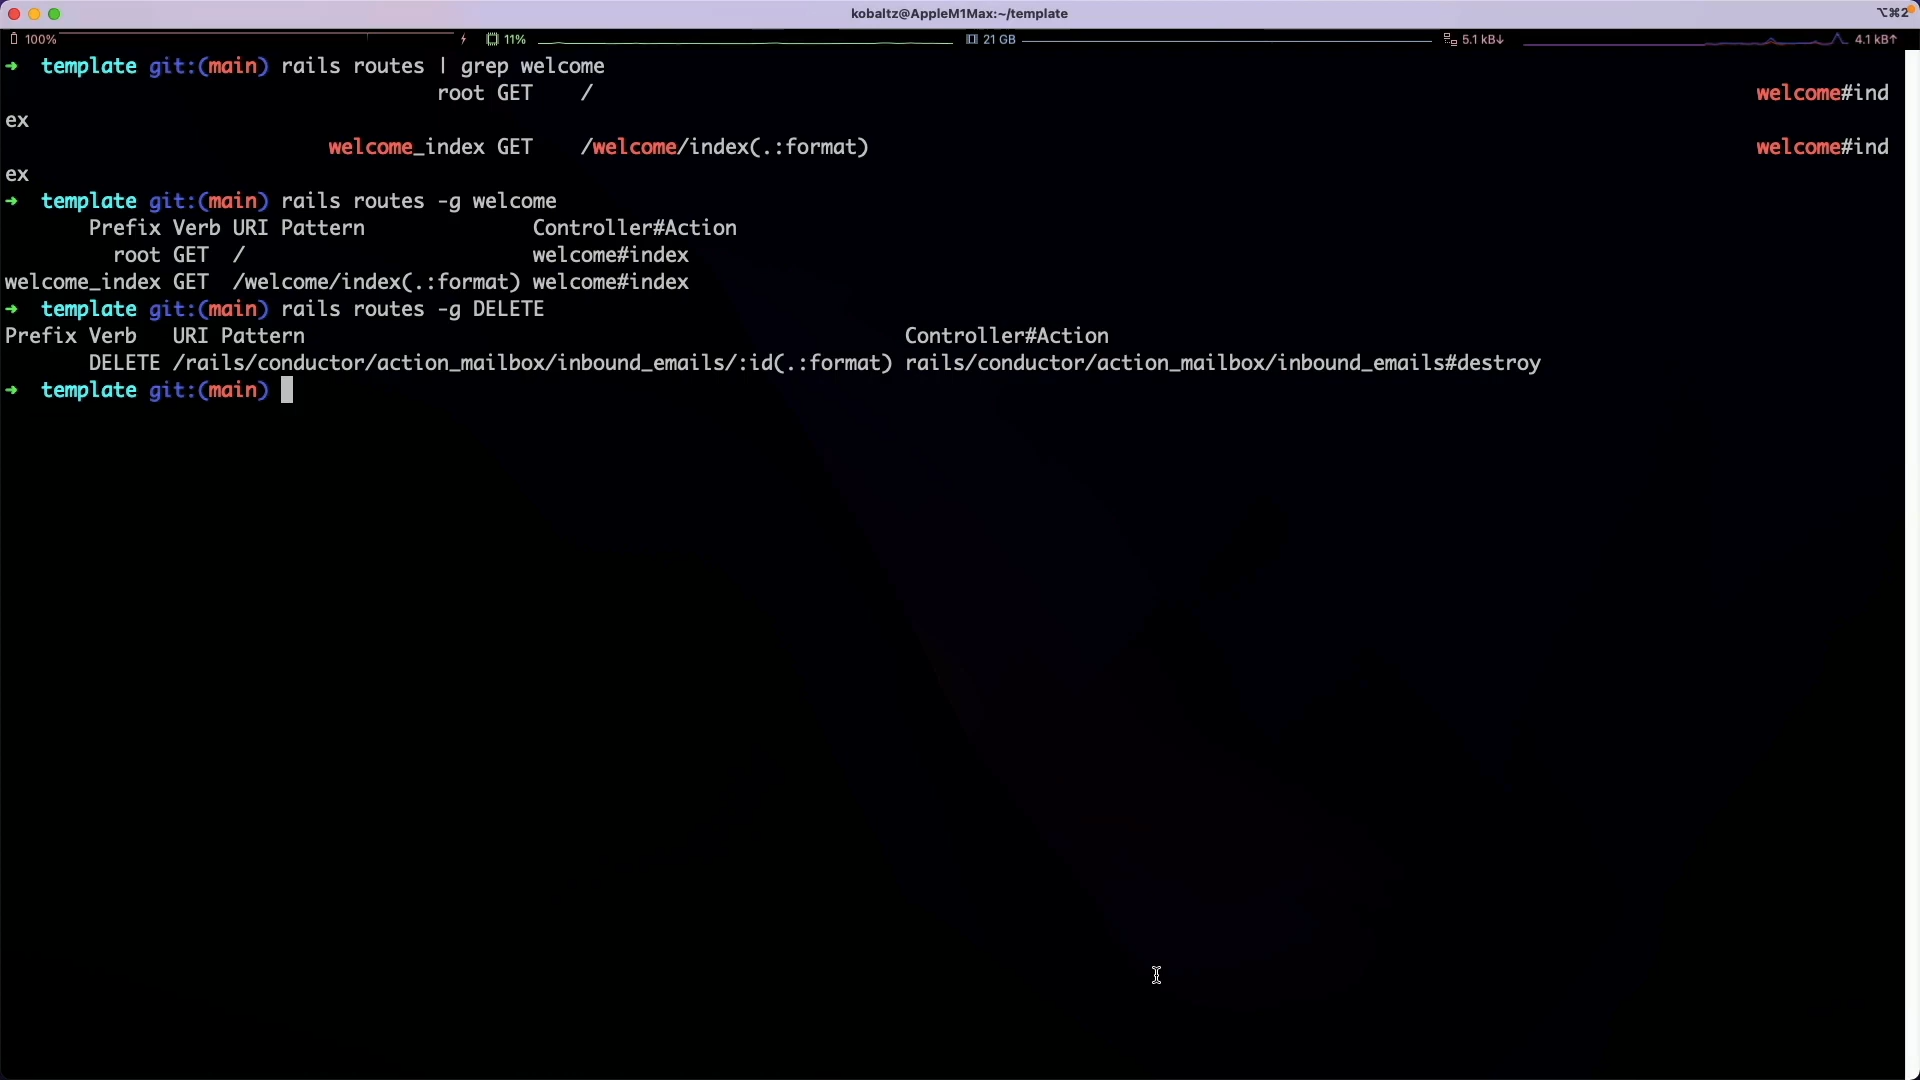 kobaltz@AppleM1Max:~/template
⌥⌘2
100% 11% 21 GB 5.1 kB↓ 4.1 kB↑
➜ template git:(main) rails routes | grep welcome
root GET / welcome#ind
ex
welcome_index GET /welcome/index(.:format) welcome#ind
ex
➜ template git:(main) rails routes -g welcome
Prefix Verb URI Pattern Controller#Action
root GET / welcome#index
welcome_index GET /welcome/index(.:format) welcome#index
➜ template git:(main) rails routes -g DELETE
Prefix Verb URI Pattern Controller#Action
DELETE /rails/conductor/action_mailbox/inbound_emails/:id(.:format) rails/conductor/action_mailbox/inbound_emails#destroy
➜ template git:(main)